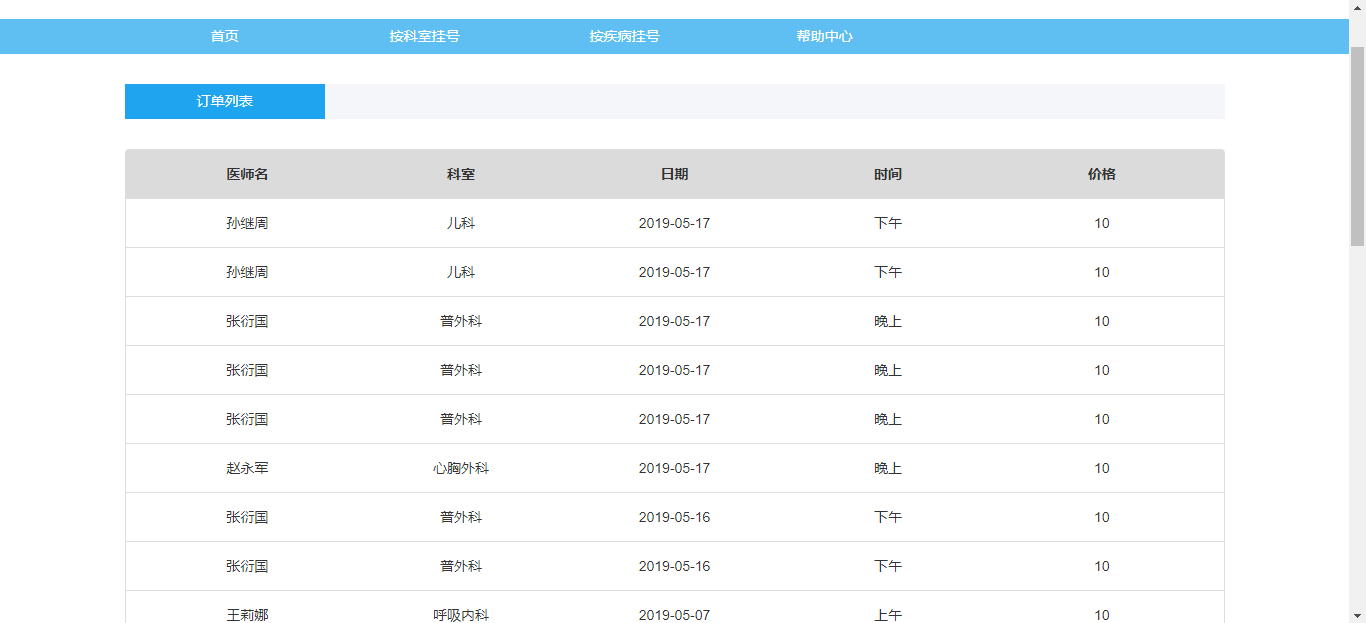 首页 按科室挂号 按疾病挂号 帮助中心
订单列表
医师名 科室 日期 时间 价格
孙继周 儿科 2019-05-17 下午 10
孙继周 儿科 2019-05-17 下午 10
张衍国 普外科 2019-05-17 晚上 10
张衍国 普外科 2019-05-17 晚上 10
张衍国 普外科 2019-05-17 晚上 10
赵永军 心胸外科 2019-05-17 晚上 10
张衍国 普外科 2019-05-16 下午 10
张衍国 普外科 2019-05-16 下午 10
王莉娜 呼吸内科 2019-05-07 上午 10